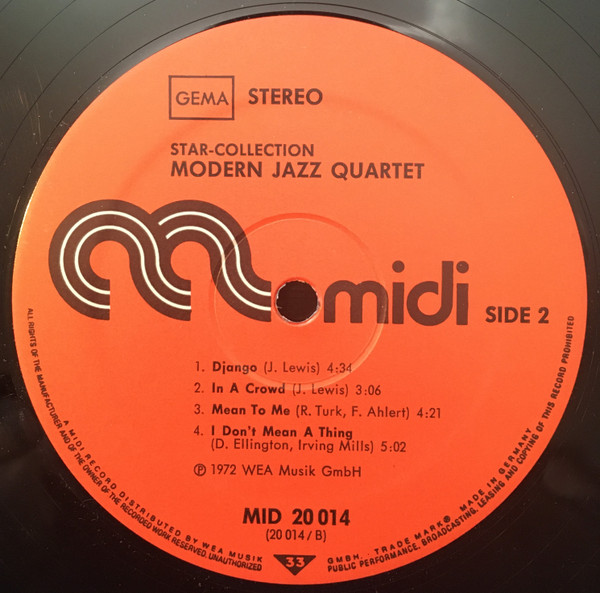 GEMA STEREO
STAR-COLLECTION
MODERN JAZZ QUARTET
midi SIDE 2
1. Django (J. Lewis) 4:34
2. In A Crowd (J. Lewis) 3:06
3. Mean To Me (R. Turk, F. Ahlert) 4:21
4. I Don't Mean A Thing
(D. Ellington, Irving Mills) 5:02
℗ 1972 WEA Musik GmbH
MID 20 014
(20 014 / B)
33
ALL RIGHTS OF THE MANUFACTURER AND OF THE OWNER OF THE RECORDED WORK RESERVED. UNAUTHORIZED PUBLIC PERFORMANCE, BROADCASTING, LEASING AND COPYING OF THIS RECORD PROHIBITED
A MIDI RECORD DISTRIBUTED BY WEA MUSIK GMBH. · TRADE MARK® · MADE IN GERMANY